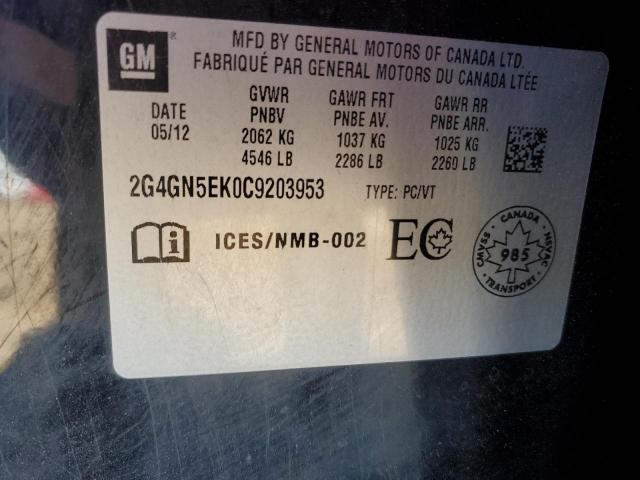 GM
MFD BY GENERAL MOTORS OF CANADA LTD.
FABRIQUÉ PAR GENERAL MOTORS DU CANADA LTÉE
DATE
05/12
GVWR
PNBV
2062 KG
4546 LB
GAWR FRT
PNBE AV.
1037 KG
2286 LB
GAWR RR
PNBE ARR.
1025 KG
2260 LB
2G4GN5EK0C9203953 TYPE: PC/VT
i ICES/NMB-002 EC
CANADA
CMVSS 985 NSVAC
TRANSPORT